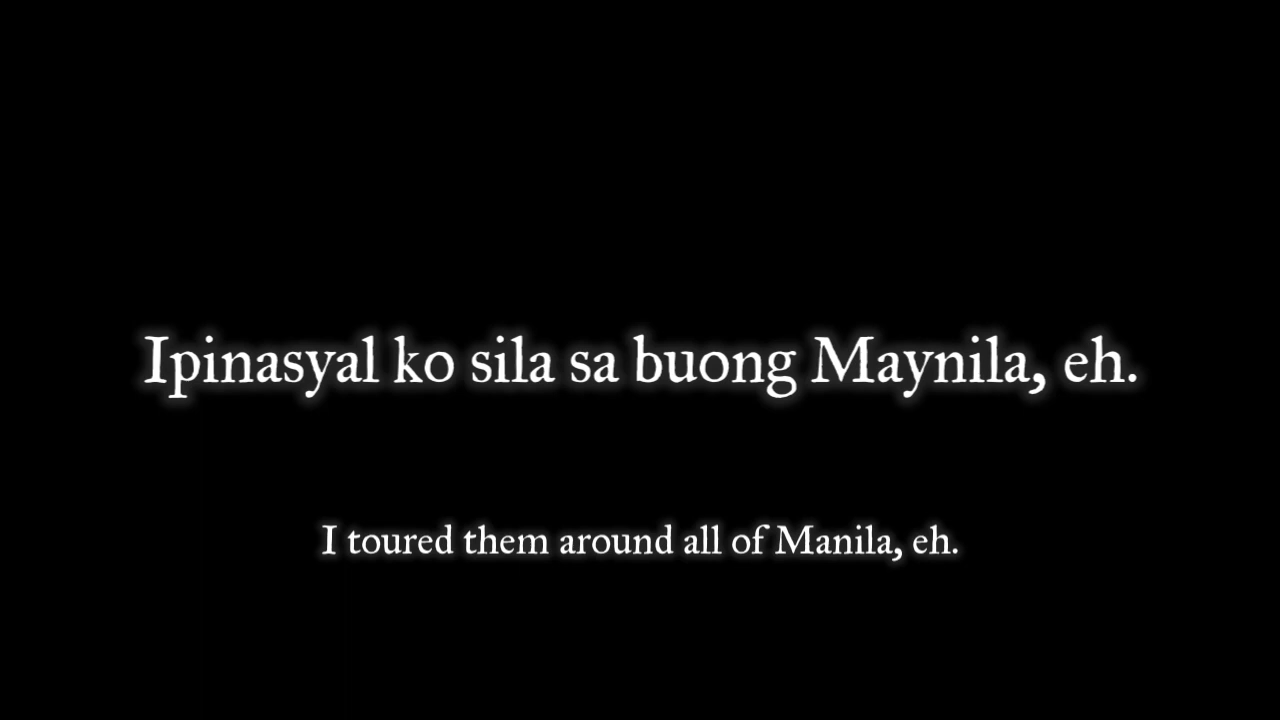 Ipinasyal ko sila sa buong Maynila, eh.
I toured them around all of Manila, eh.